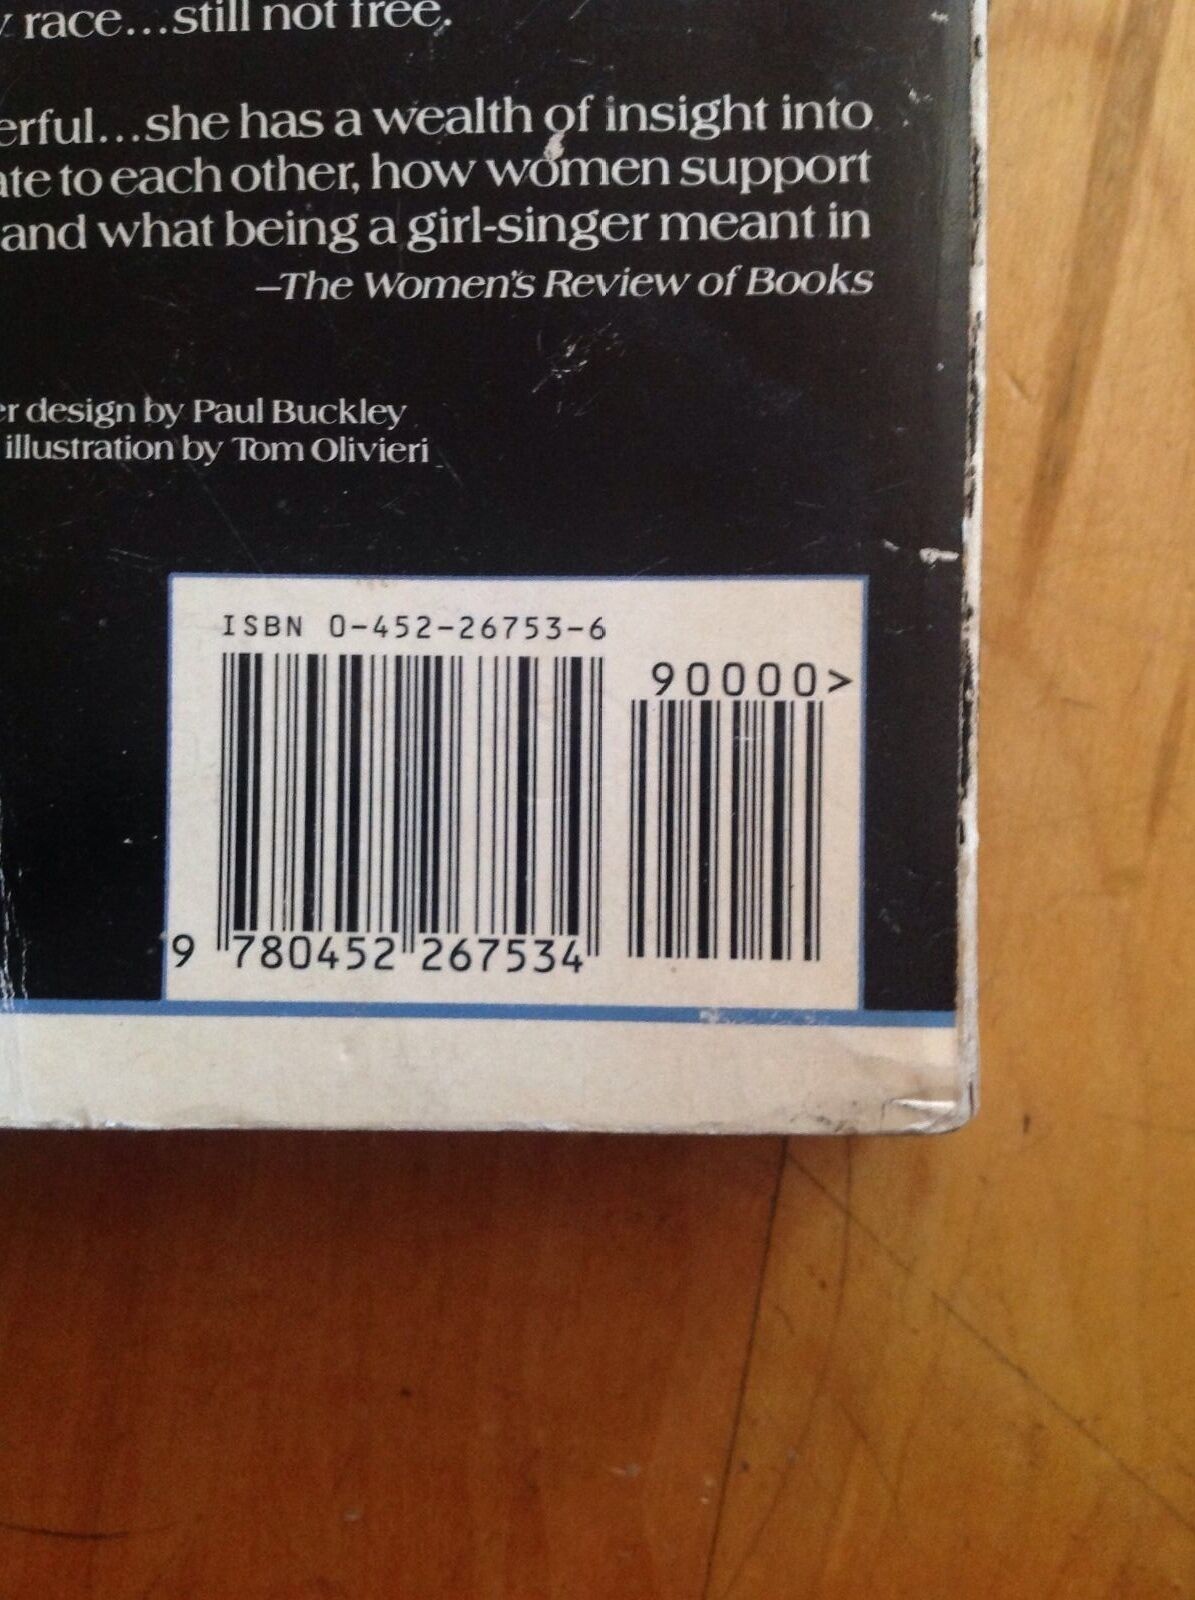 race...still not free.
erful...she has a wealth of insight into
ate to each other, how women support
and what being a girl-singer meant in
–The Women's Review of Books
er design by Paul Buckley
illustration by Tom Olivieri
ISBN 0-452-26753-6
90000>
9 780452 267534